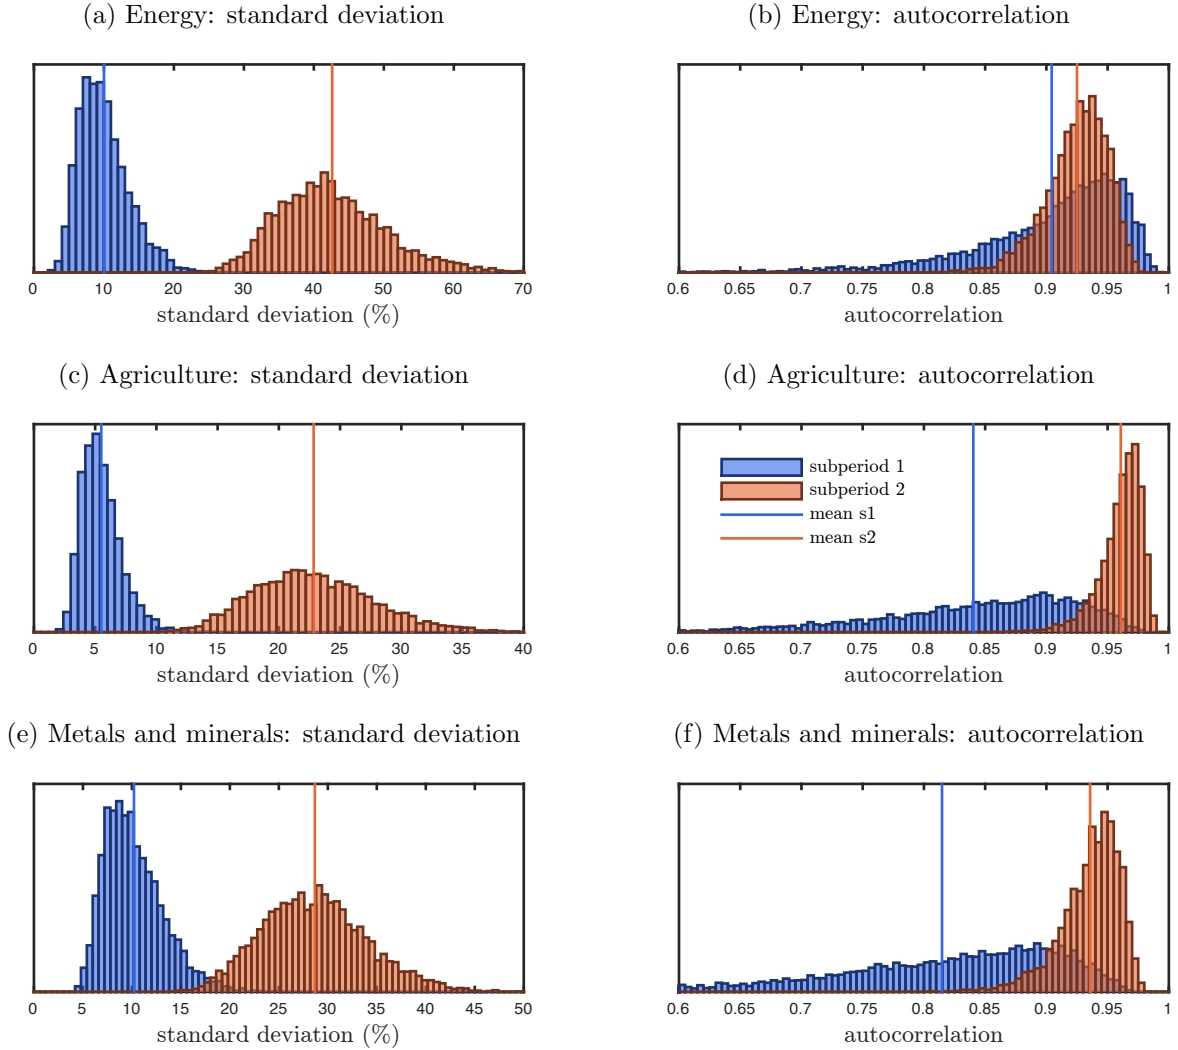 (a) Energy: standard deviation
(b) Energy: autocorrelation
0 10 20 30 40 50 60 70
0.6 0.65 0.7 0.75 0.8 0.85 0.9 0.95 1
standard deviation (%)
autocorrelation
(c) Agriculture: standard deviation
(d) Agriculture: autocorrelation
subperiod 1
subperiod 2
mean s1
mean s2
0 5 10 15 20 25 30 35 40
0.6 0.65 0.7 0.75 0.8 0.85 0.9 0.95 1
standard deviation (%)
autocorrelation
(e) Metals and minerals: standard deviation
(f) Metals and minerals: autocorrelation
0 5 10 15 20 25 30 35 40 45 50
0.6 0.65 0.7 0.75 0.8 0.85 0.9 0.95 1
standard deviation (%)
autocorrelation